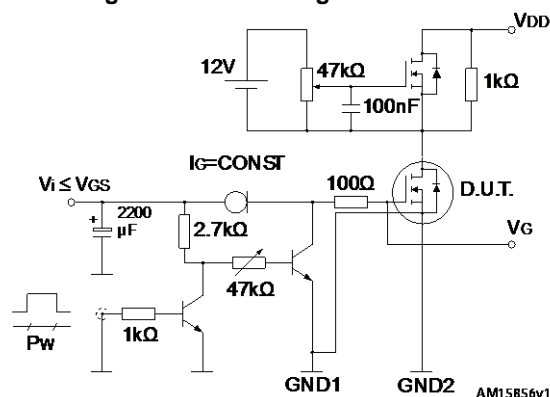 VDD
12V
47kΩ
1kΩ
100nF
IG=CONST
Vi ≤ VGS
100Ω
D.U.T.
2200
μF
2.7kΩ
VG
47kΩ
1kΩ
Pw
GND1
GND2
AM15856v1